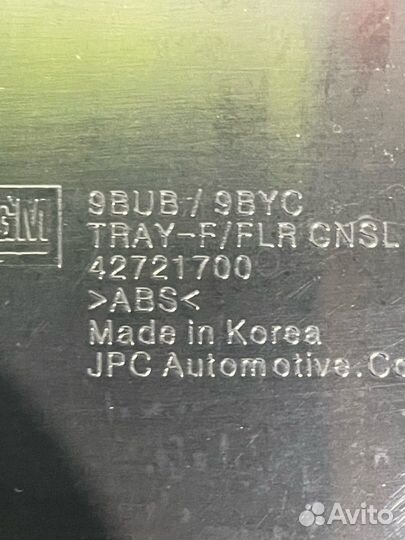 GM
9BUB / 9BYC
TRAY-F/FLR CNSL
42721700
>ABS<
Made in Korea
JPC Automotive.Co
Avito